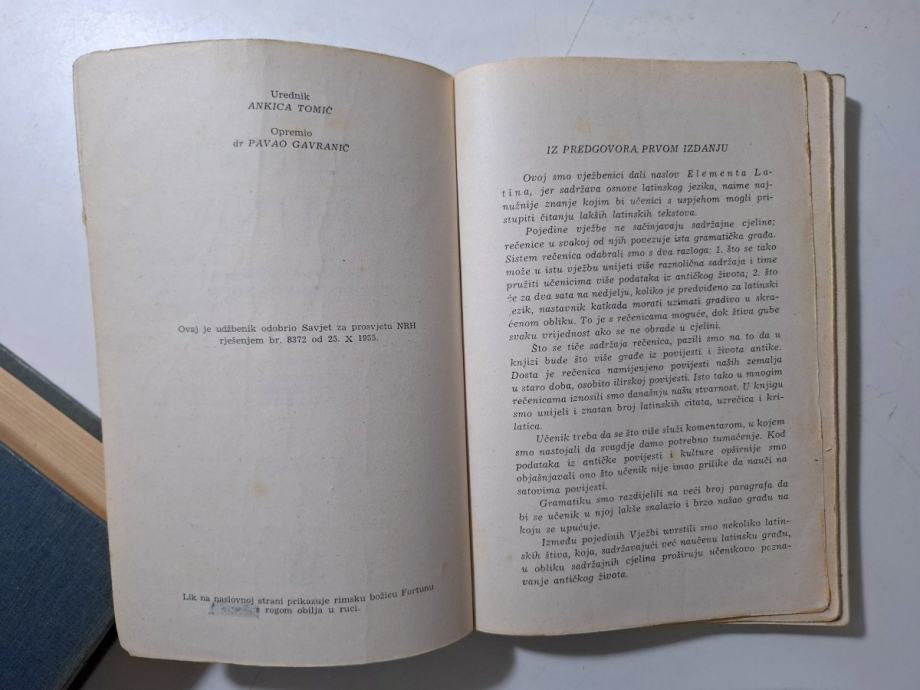 Urednik
ANKICA TOMIĆ
Opremio
dr PAVAO GAVRANIĆ
Ovaj je udžbenik odobrio Savjet za prosvjetu NRH
rješenjem br. 8372 od 25. X 1955.
Lik na naslovnoj strani prikazuje rimsku božicu Fortunu
rogom obilja u ruci.
IZ PREDGOVORA PRVOM IZDANJU
Ovoj smo vježbenici dali naslov Elementa La-
tina, jer sadržava osnove latinskog jezika, naime naj-
nužnije znanje kojim bi učenici s uspjehom mogli pri-
stupiti čitanju lakših latinskih tekstova.
Pojedine vježbe ne sačinjavaju sadržajne cjeline;
rečenice u svakoj od njih povezuje ista gramatička građa.
Sistem rečenica odabrali smo s dva razloga: 1. što se tako
može u istu vježbu unijeti više raznolična sadržaja i time
pružiti učenicima više podataka iz antičkog života; 2. što
će za dva sata na nedjelju, koliko je predviđeno za latinski
jezik, nastavnik katkada morati uzimati gradivo u skra-
ćenom obliku. To je s rečenicama moguće, dok štiva gube
svaku vrijednost ako se ne obrade u cjelini.
Što se tiče sadržaja rečenica, pazili smo na to da u
knjizi bude što više građe iz povijesti i života antike.
Dosta je rečenica namijenjeno povijesti naših zemalja
u staro doba, osobito ilirskoj povijesti. Isto tako u mnogim
rečenicama iznosili smo današnju našu stvarnost. U knjigu
smo unijeli i znatan broj latinskih citata, uzrečica i kri-
latica.
Učenik treba da se što više služi komentarom, u kojem
smo nastojali da svagdje damo potrebno tumačenje. Kod
podataka iz antičke povijesti i kulture opširnije smo
objašnjavali ono što učenik nije imao prilike da nauči na
satovima povijesti.
Gramatiku smo razdijelili na veći broj paragrafa da
bi se učenik u njoj lakše snalazio i brzo našao građu na
koju se upućuje.
Između pojedinih Vježbi uvrstili smo nekoliko latin-
skih štiva, koja, sadržavajući već naučenu latinsku građu,
u obliku sadržajnih cjelina proširuju učenikovo pozna-
vanje antičkog života.